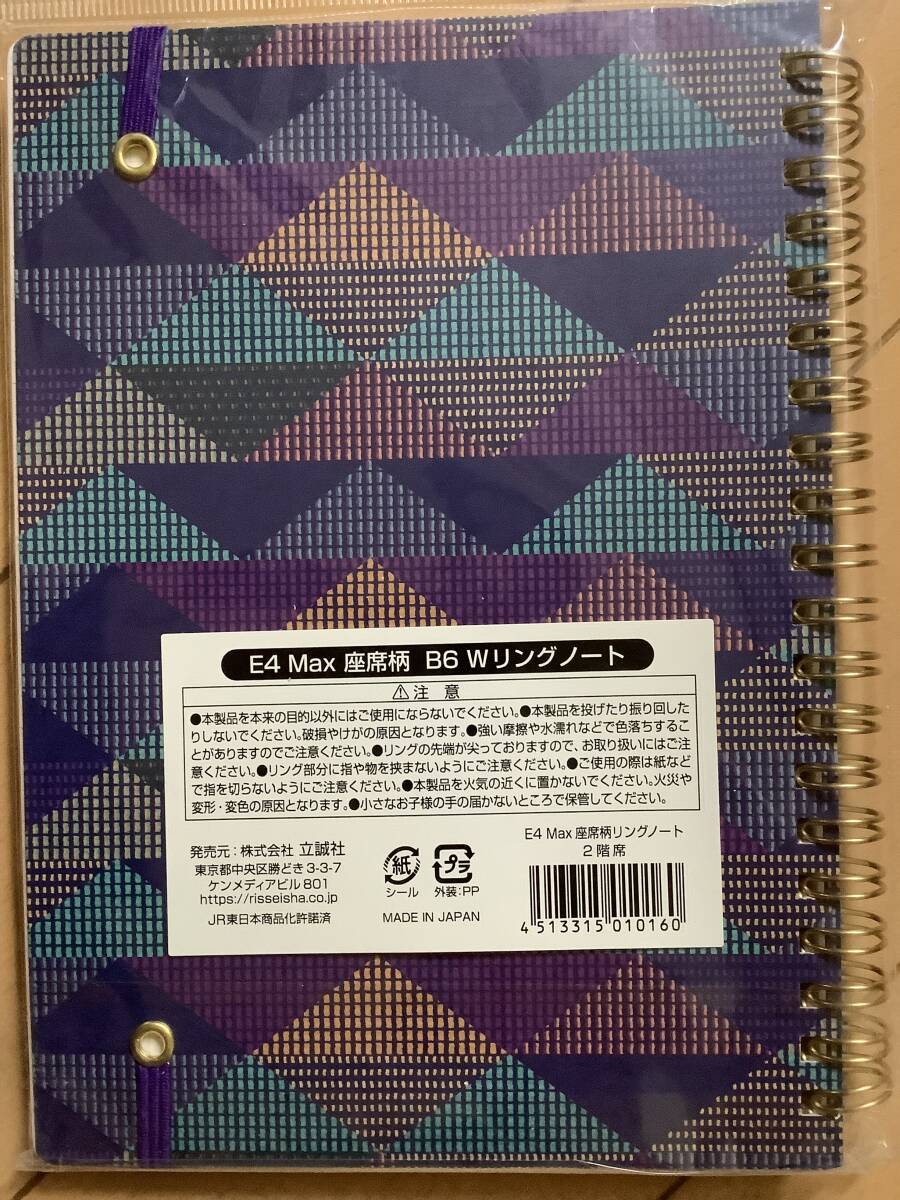 E4 Max 座席柄 B6 Wリングノート
⚠注 意
●本製品を本来の目的以外にはご使用にならないでください。●本製品を投げたり振り回した
りしないでください。破損やけがの原因となります。●強い摩擦や水濡れなどで色落ちするこ
とがありますのでご注意ください。●リングの先端が尖っておりますので、お取り扱いにはご注
意ください。●リング部分に指や物を挟まないようにご注意ください。●ご使用の際は紙など
で指を切らないようにご注意ください。●本製品を火気の近くに置かないでください。火災や
変形・変色の原因となります。●小さなお子様の手の届かないところで保管してください。
発売元:株式会社 立誠社
東京都中央区勝どき3-3-7
ケンメディアビル801
https://risseisha.co.jp
JR東日本商品化許諾済
紙
シール
プラ
外装:PP
MADE IN JAPAN
E4 Max 座席柄リングノート
2階席
4513315010160